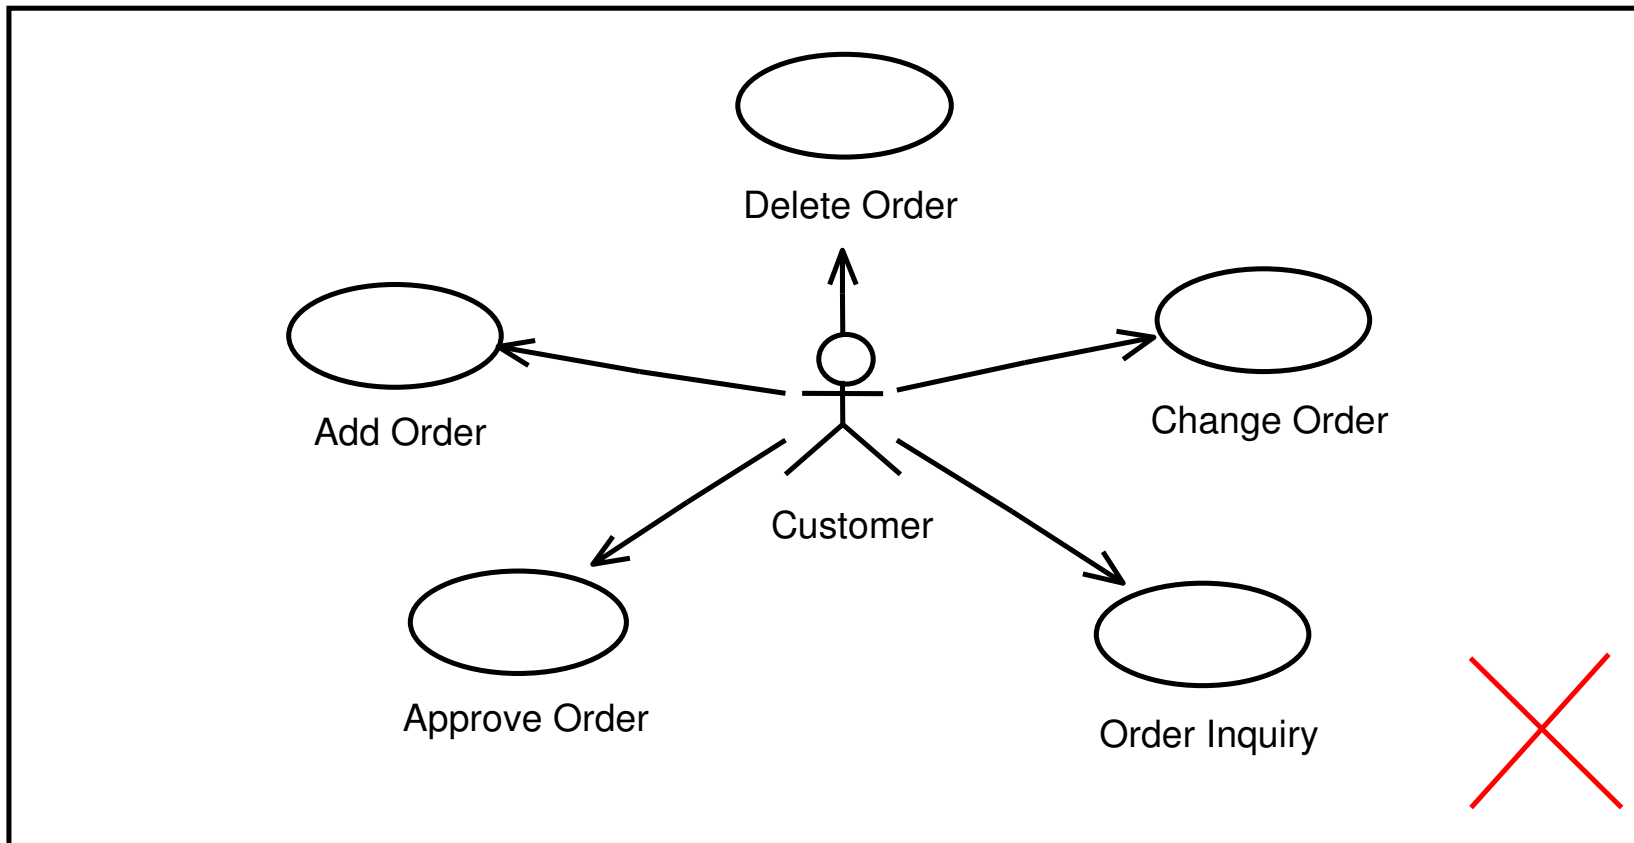 Delete Order
Add Order
Change Order
Customer
Approve Order
Order Inquiry